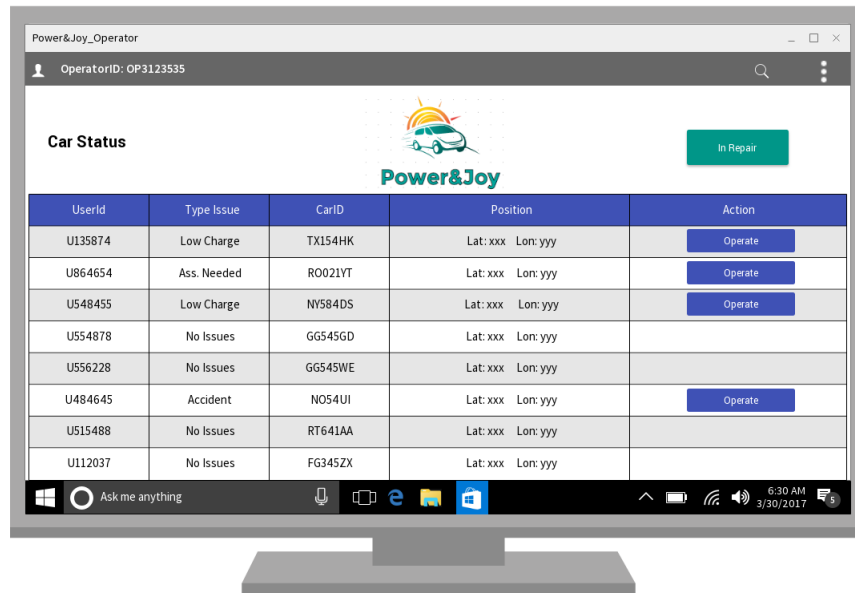 Power&Joy_Operator
OperatorID: OP3123535
Car Status
Power&Joy
In Repair
UserId Type Issue CarID Position Action
U135874 Low Charge TX154HK Lat: xxx Lon: yyy Operate
U864654 Ass. Needed RO021YT Lat: xxx Lon: yyy Operate
U548455 Low Charge NY584DS Lat: xxx Lon: yyy Operate
U554878 No Issues GG545GD Lat: xxx Lon: yyy
U556228 No Issues GG545WE Lat: xxx Lon: yyy
U484645 Accident NO54UI Lat: xxx Lon: yyy Operate
U515488 No Issues RT641AA Lat: xxx Lon: yyy
U112037 No Issues FG345ZX Lat: xxx Lon: yyy
Ask me anything
6:30 AM
3/30/2017
5